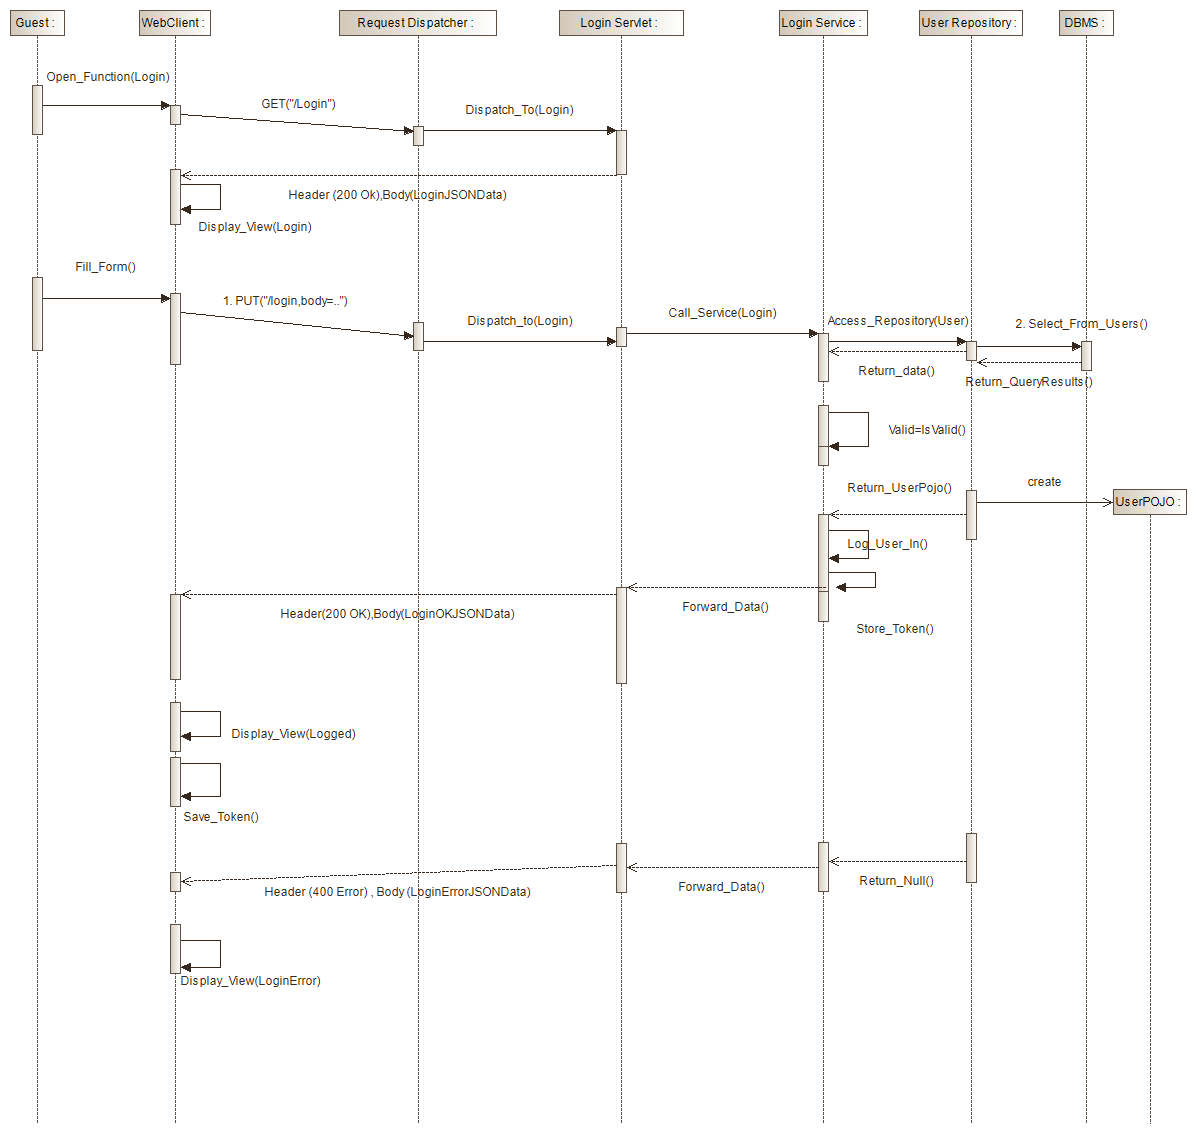 Guest :
WebClient :
Request Dispatcher :
Login Servlet :
Login Service :
User Repository :
DBMS :
Open_Function(Login)
GET("/Login")
Dispatch_To(Login)
Header (200 Ok),Body(LoginJSONData)
Display_View(Login)
Fill_Form()
1. PUT("/login,body=..")
Dispatch_to(Login)
Call_Service(Login)
Access_Repository(User)
2. Select_From_Users()
Return_data()
Return_QueryResults()
Valid=IsValid()
Return_UserPojo()
create
UserPOJO :
Log_User_In()
Forward_Data()
Header(200 OK),Body(LoginOKJSONData)
Store_Token()
Display_View(Logged)
Save_Token()
Return_Null()
Forward_Data()
Header (400 Error) , Body (LoginErrorJSONData)
Display_View(LoginError)